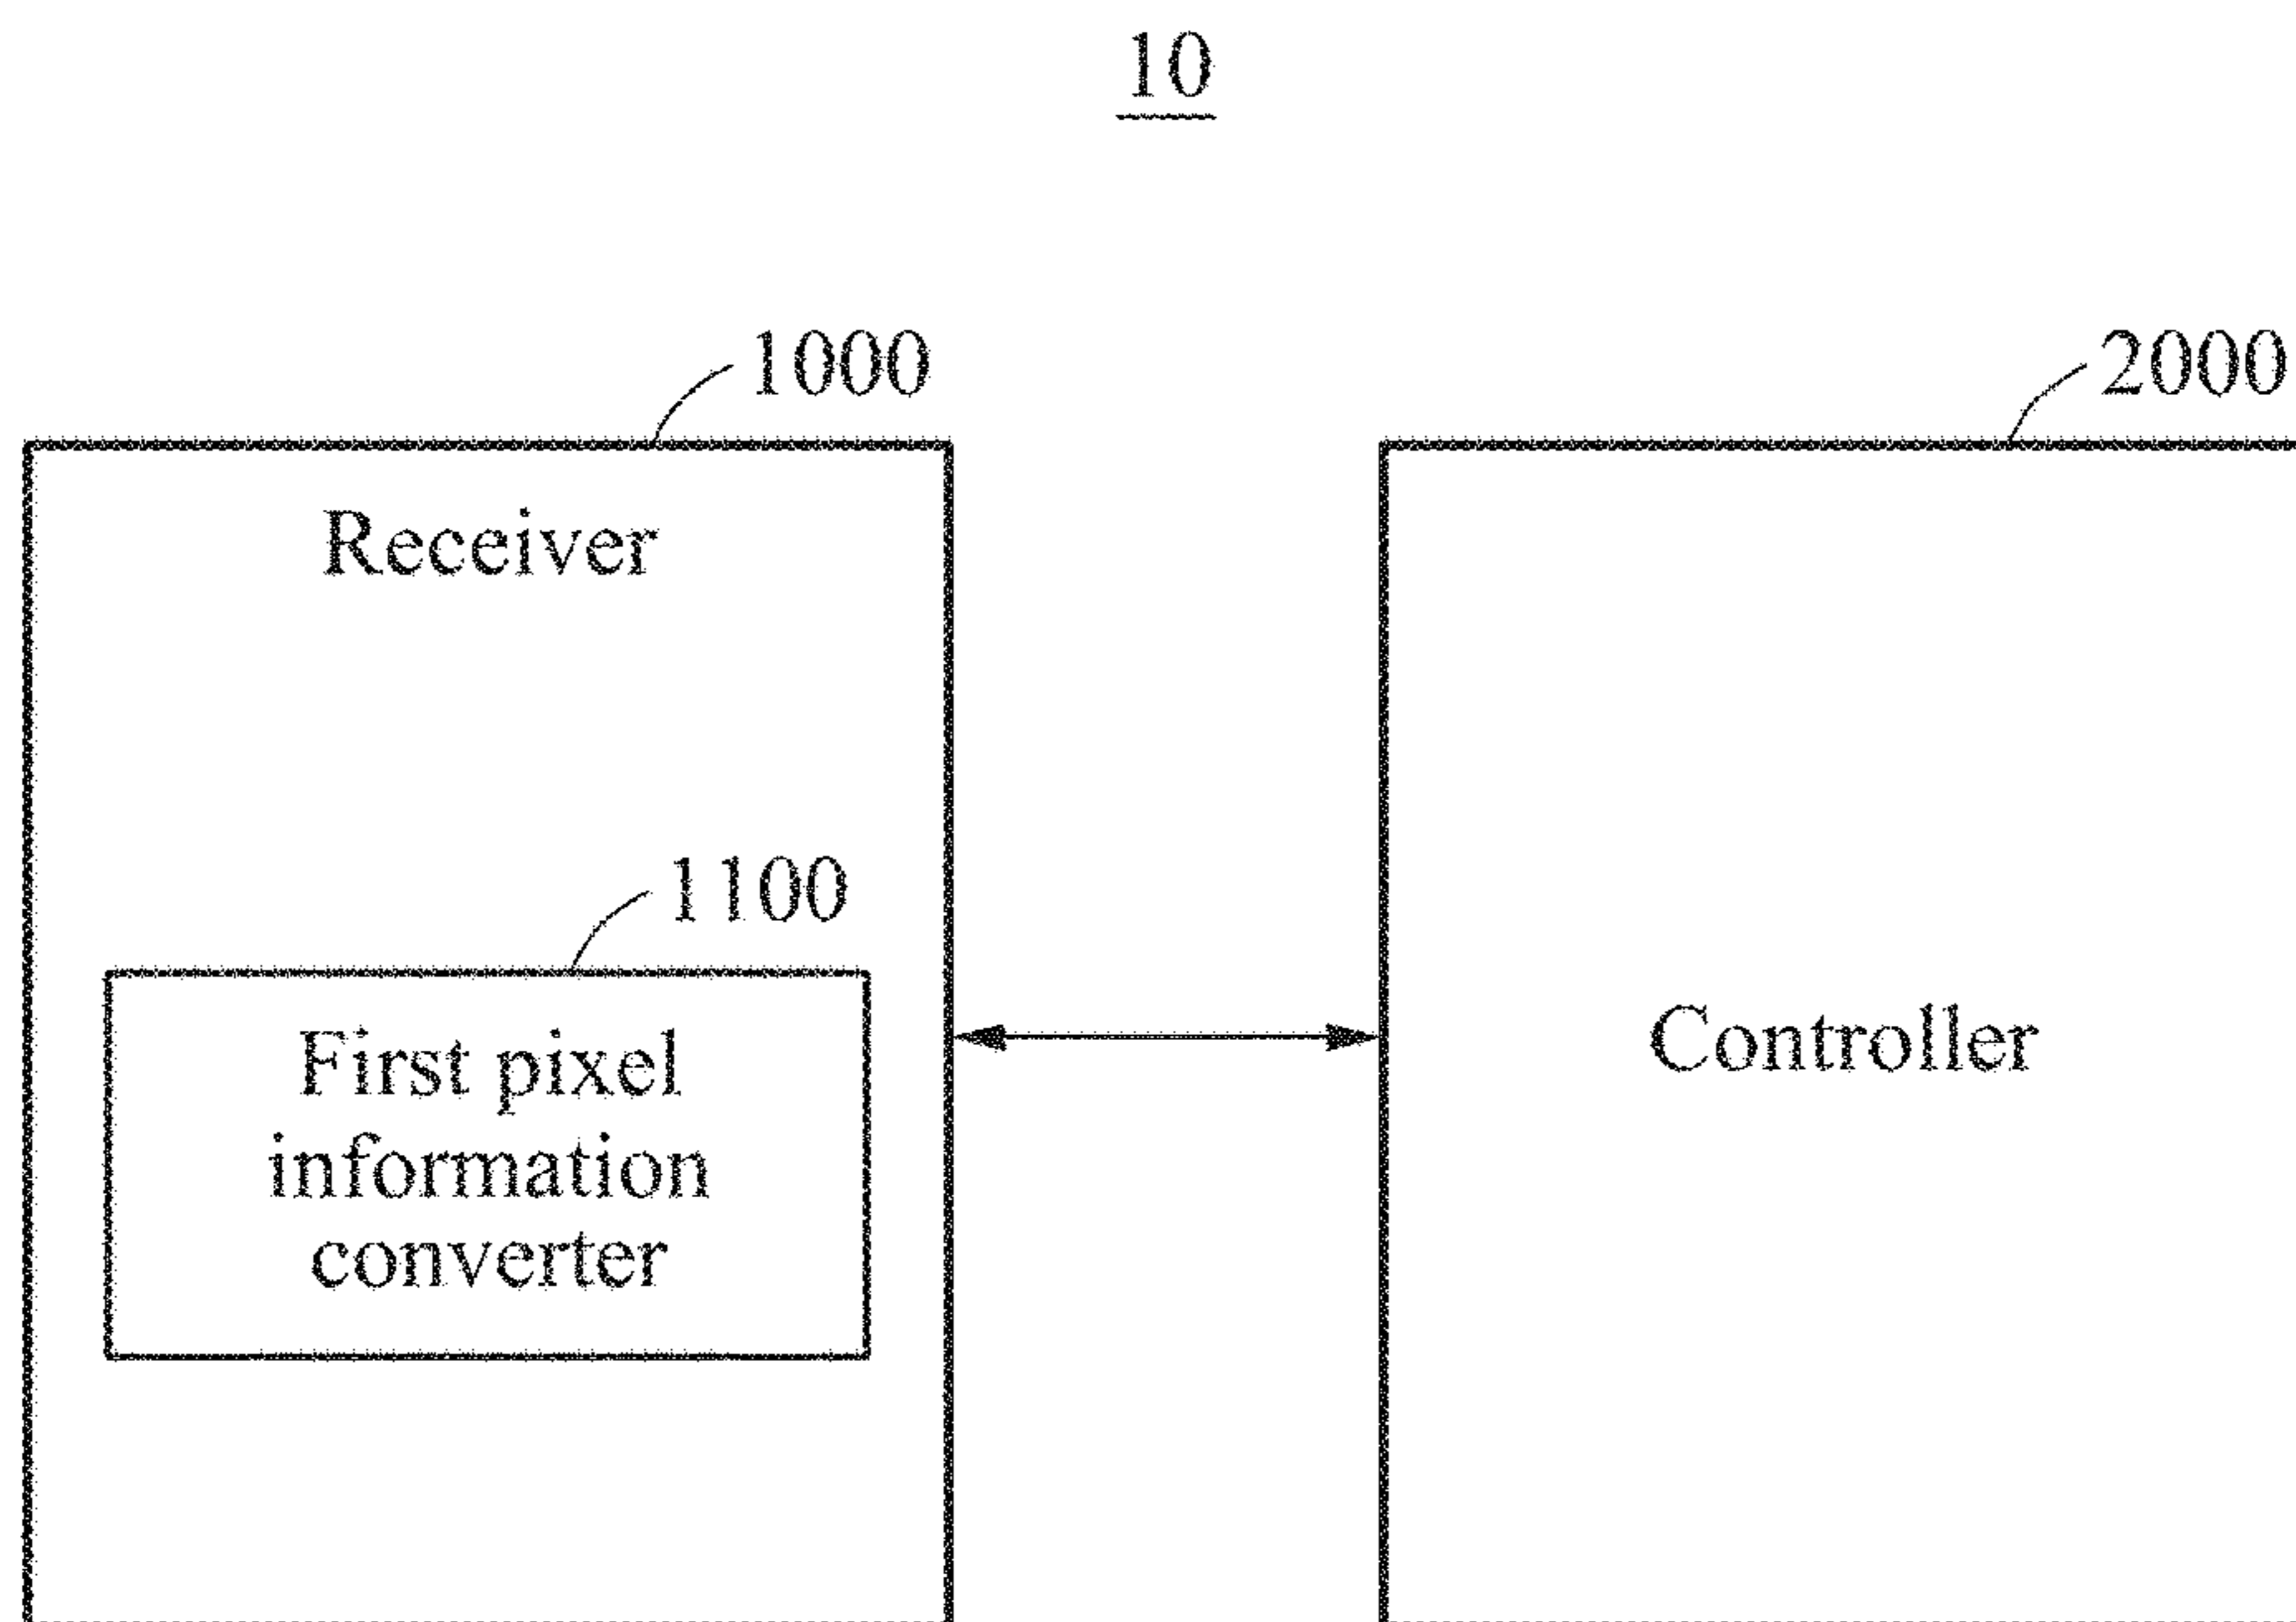 10
1000
2000
Receiver
1100
First pixel
information
converter
Controller